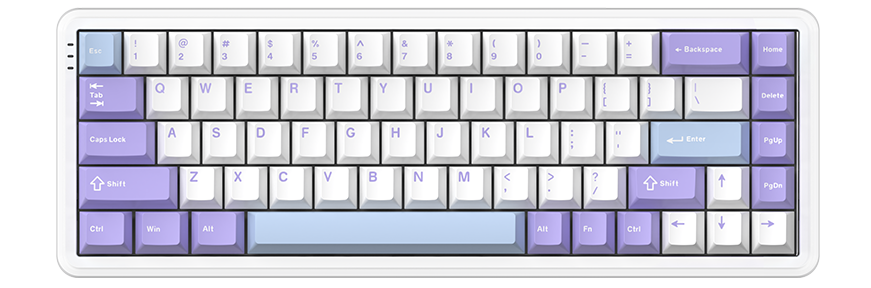 Esc ! 1 @ 2 # 3 $ 4 % 5 ^ 6 & 7 * 8 ( 9 ) 0 – - + = ← Backspace Home
Tab Q W E R T Y U I O P { [ } ] | \ Delete
Caps Lock A S D F G H J K L : ; " ' Enter PgUp
Shift Z X C V B N M < , > . ? / Shift ↑ PgDn
Ctrl Win Alt Alt Fn Ctrl ← ↓ →